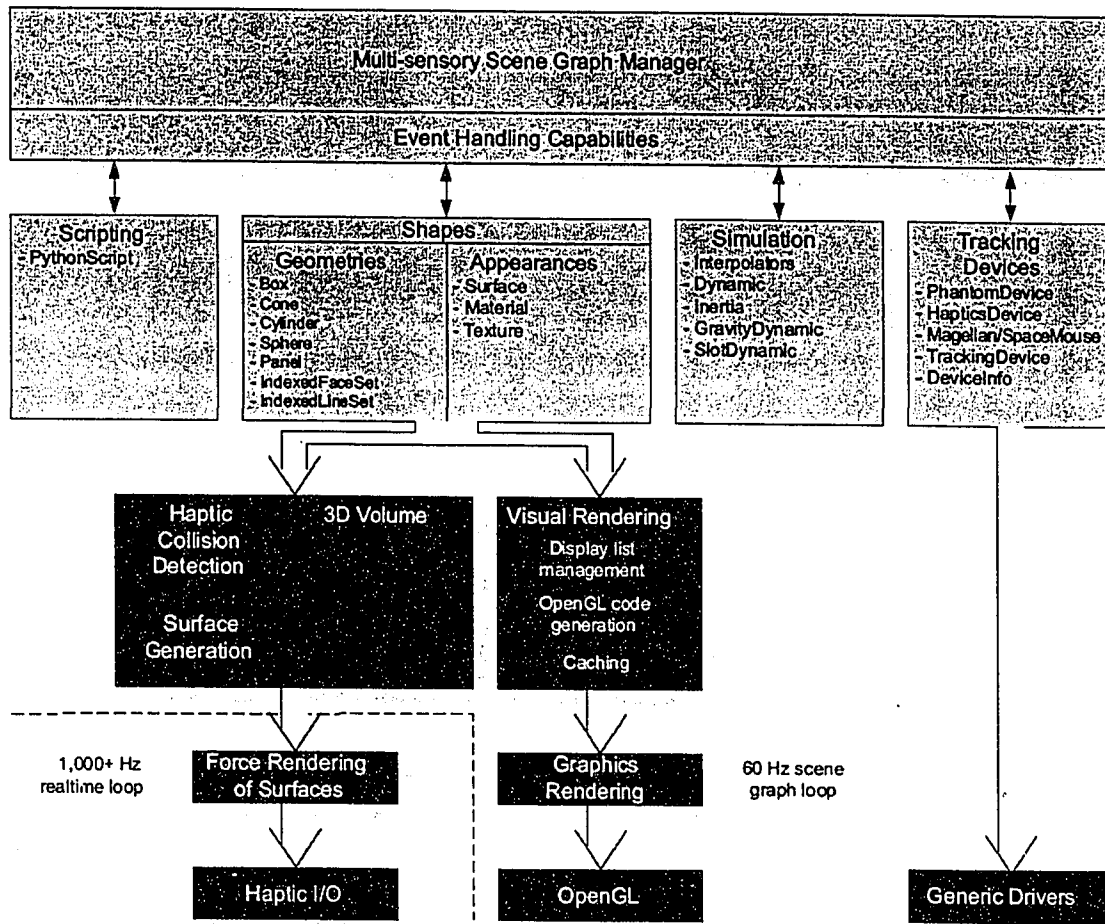 Multi-sensory Scene Graph Manager
Event Handling Capabilities
Scripting
- PythonScript
Shapes
Geometries
- Box
- Cone
- Cylinder
- Sphere
- Panel
- IndexedFaceSet
- IndexedLineSet
Appearances
- Surface
- Material
- Texture
Simulation
- Interpolators
- Dynamic
- Inertia
- GravityDynamic
- SlotDynamic
Tracking
Devices
- PhantomDevice
- HapticsDevice
- Magellan/SpaceMouse
- TrackingDevice
- DeviceInfo
Haptic
Collision
Detection
Surface
Generation
3D Volume
Visual Rendering
Display list
management
OpenGL code
generation
Caching
1,000+ Hz
realtime loop
Force Rendering
of Surfaces
Graphics
Rendering
60 Hz scene
graph loop
Haptic I/O
OpenGL
Generic Drivers